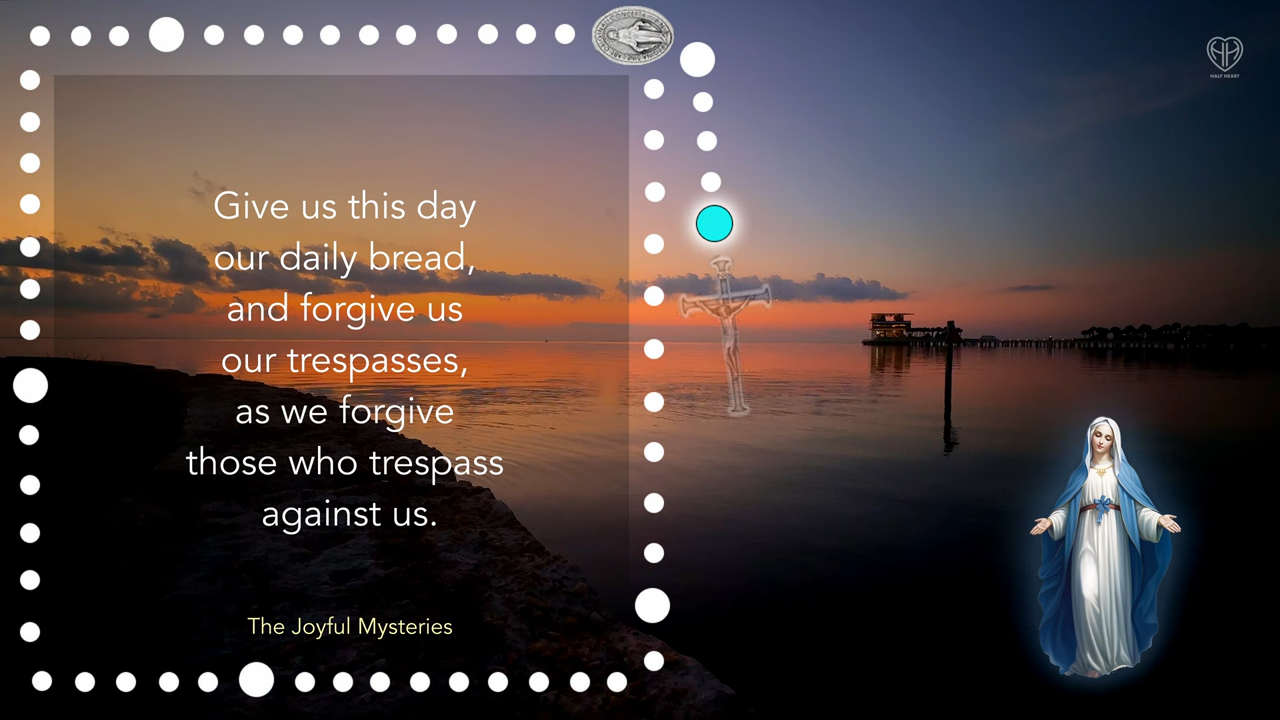 Give us this day
our daily bread,
and forgive us
our trespasses,
as we forgive
those who trespass
against us.
The Joyful Mysteries
HALF HEART